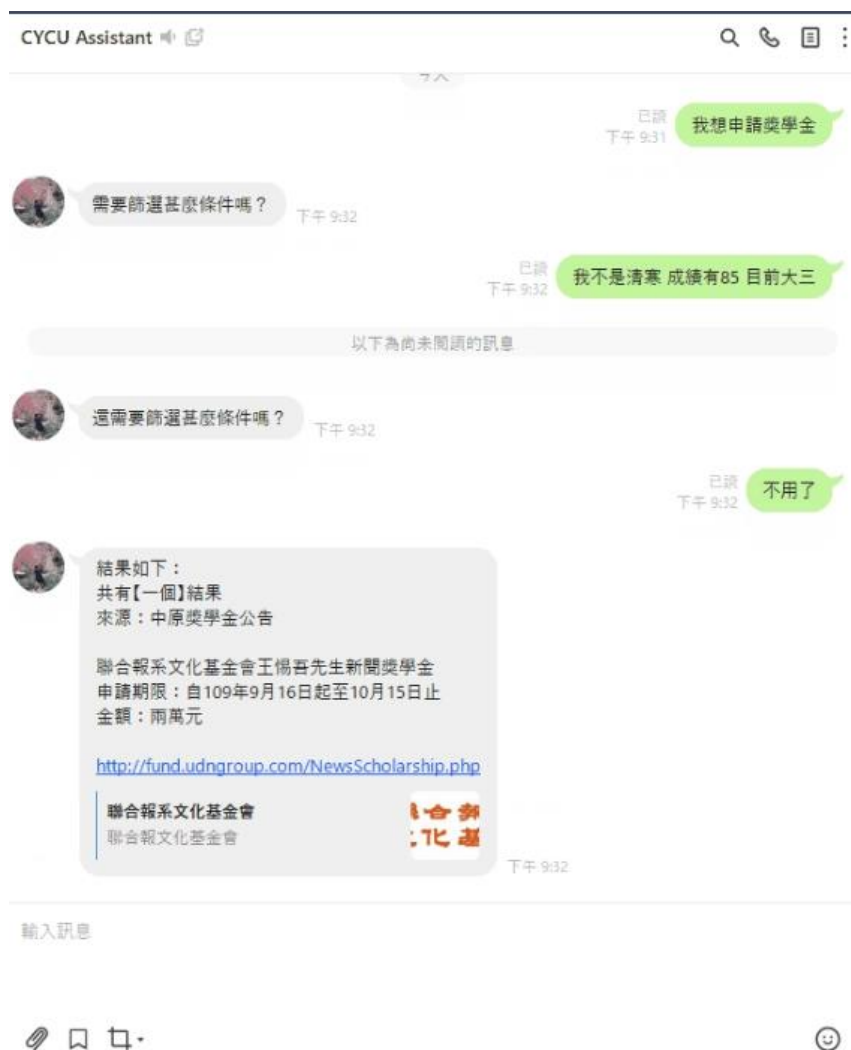 CYCU Assistant
今天
已讀
下午 9:31
我想申請獎學金
需要篩選甚麼條件嗎？
下午 9:32
已讀
下午 9:32
我不是清寒 成績有85 目前大三
以下為尚未閱讀的訊息
還需要篩選甚麼條件嗎？
下午 9:32
已讀
下午 9:32
不用了
結果如下：
共有【一個】結果
來源：中原獎學金公告
聯合報系文化基金會王惕吾先生新聞獎學金
申請期限：自109年9月16日起至10月15日止
金額：兩萬元
http://fund.udngroup.com/NewsScholarship.php
聯合報系文化基金會
聯合報文化基金會
下午 9:32
輸入訊息